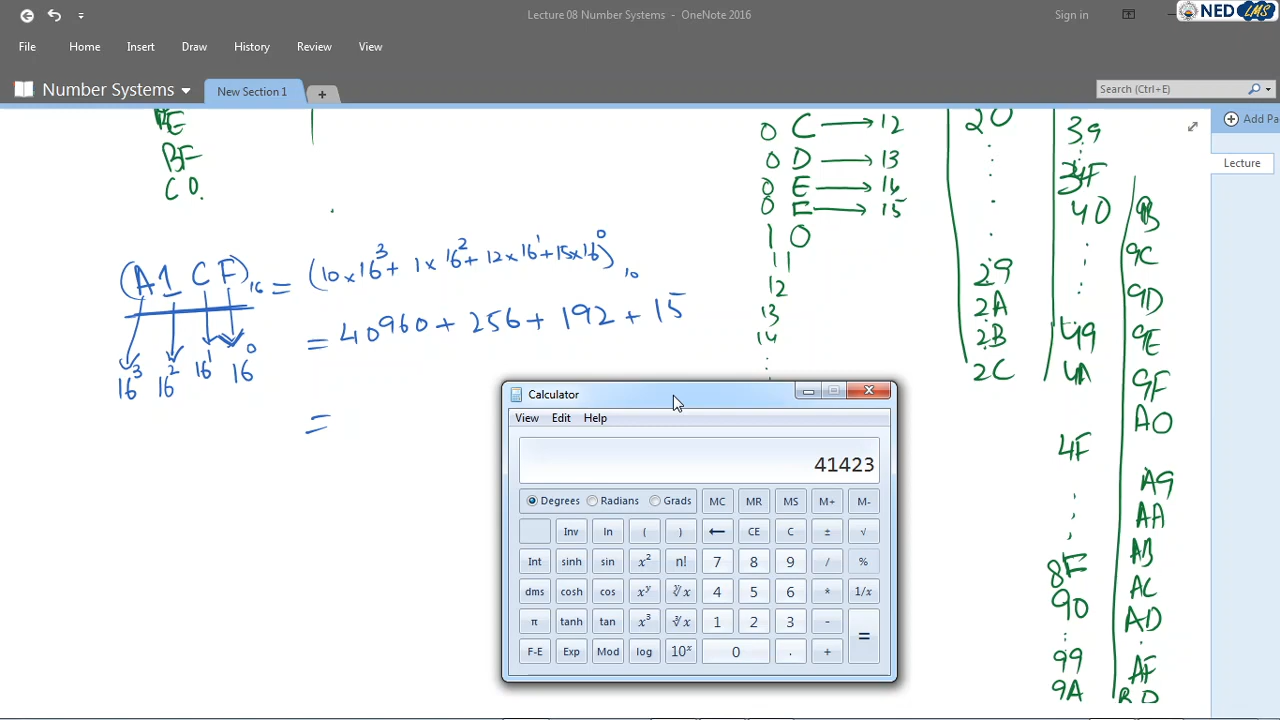 Lecture 08 Number Systems - OneNote 2016
Sign in
NED LMS
File Home Insert Draw History Review View
Number Systems
New Section 1
Search (Ctrl+E)
Add Pa
Lecture
BF
C0.
(A1CF)16 = (10×16³ + 1×16² + 12×16¹ + 15×16⁰)10
16³ 16² 16¹ 16⁰
= 40960 + 256 + 192 + 15
=
0 C → 12
0 D → 13
0 E → 14
0 F → 15
10
11
12
13
14
:
20
29
2A
2B
2C
39
3F
40
49
4A
4F
8F
90
99
9A
9B
9C
9D
9E
9F
A0
A9
AA
AB
AC
AD
AF
B0
Calculator
View Edit Help
41423
Degrees Radians Grads MC MR MS M+ M-
Inv ln ( ) ← CE C ± √
Int sinh sin x² n! 7 8 9 / %
dms cosh cos xʸ ʸ√x 4 5 6 * 1/x
π tanh tan x³ ³√x 1 2 3 - =
F-E Exp Mod log 10ˣ 0 . +